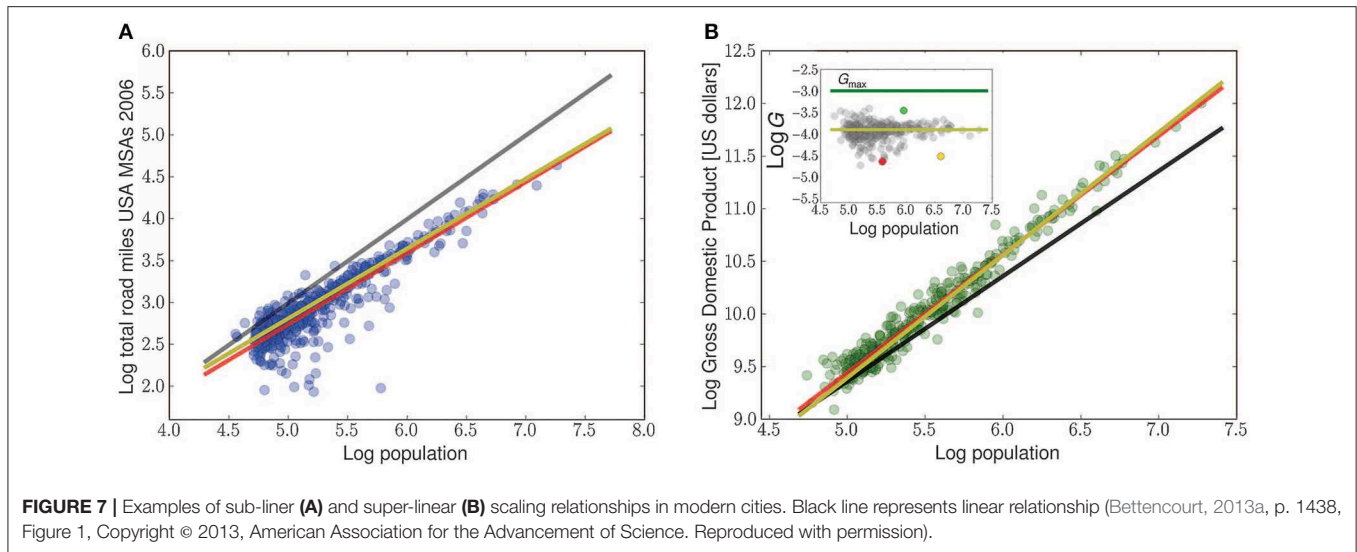 A
Log total road miles USA MSAs 2006
6.0
5.5
5.0
4.5
4.0
3.5
3.0
2.5
2.0
4.0 4.5 5.0 5.5 6.0 6.5 7.0 7.5 8.0
Log population
B
Log Gross Domestic Product [US dollars]
12.5
12.0
11.5
11.0
10.5
10.0
9.5
9.0
4.5 5.0 5.5 6.0 6.5 7.0 7.5
Log population
Log G
−2.5
−3.0
−3.5
−4.0
−4.5
−5.0
−5.5
Gmax
4.5 5.0 5.5 6.0 6.5 7.0 7.5
Log population
FIGURE 7 | Examples of sub-liner (A) and super-linear (B) scaling relationships in modern cities. Black line represents linear relationship (Bettencourt, 2013a, p. 1438,
Figure 1, Copyright © 2013, American Association for the Advancement of Science. Reproduced with permission).